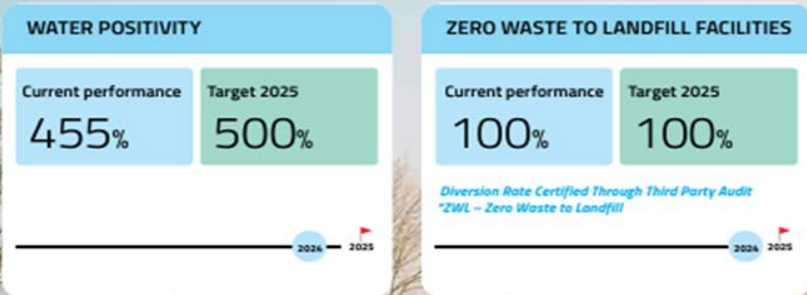 WATER POSITIVITY
Current performance
455%
Target 2025
500%
2024
2025
ZERO WASTE TO LANDFILL FACILITIES
Current performance
100%
Target 2025
100%
Diversion Rate Certified Through Third Party Audit
*ZWL – Zero Waste to Landfill
2024
2025